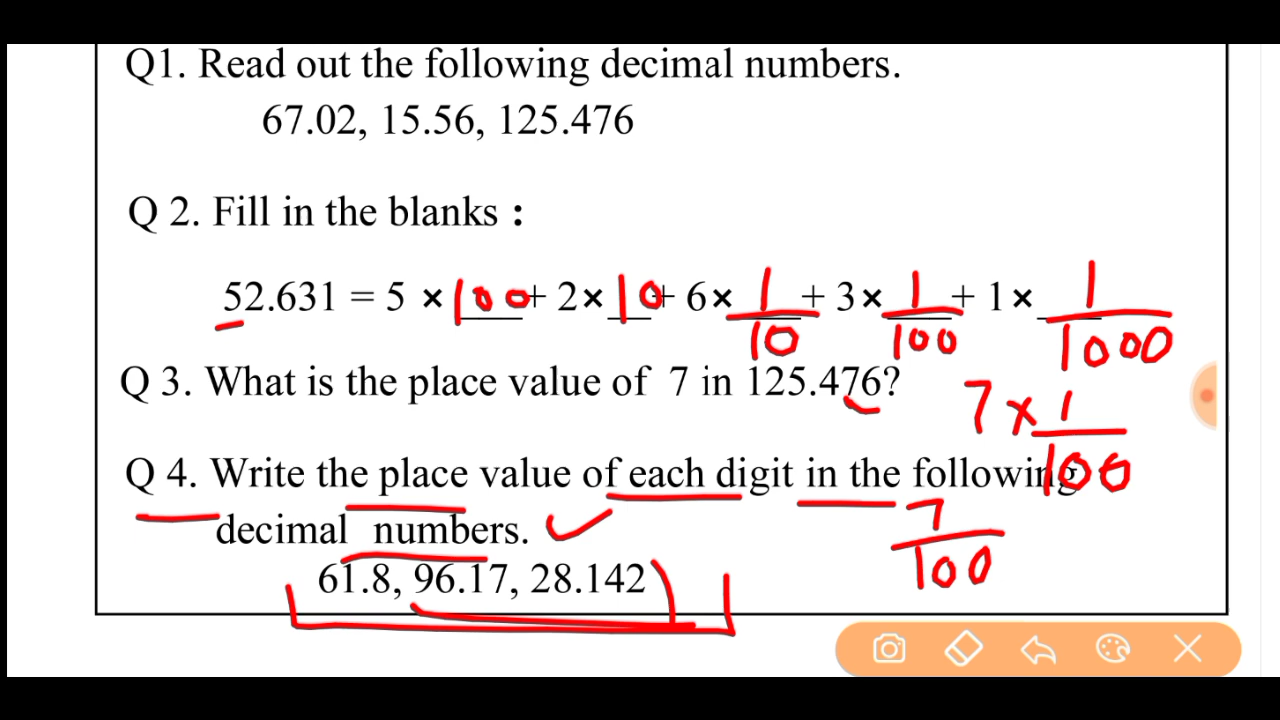 Q1. Read out the following decimal numbers.
67.02, 15.56, 125.476
Q 2. Fill in the blanks :
52.631 = 5 × 100 + 2 × 10 + 6 × 1/10 + 3 × 1/100 + 1 × 1/1000
Q 3. What is the place value of 7 in 125.476?
7 × 1/100
Q 4. Write the place value of each digit in the following
7/100
decimal numbers.
61.8, 96.17, 28.142